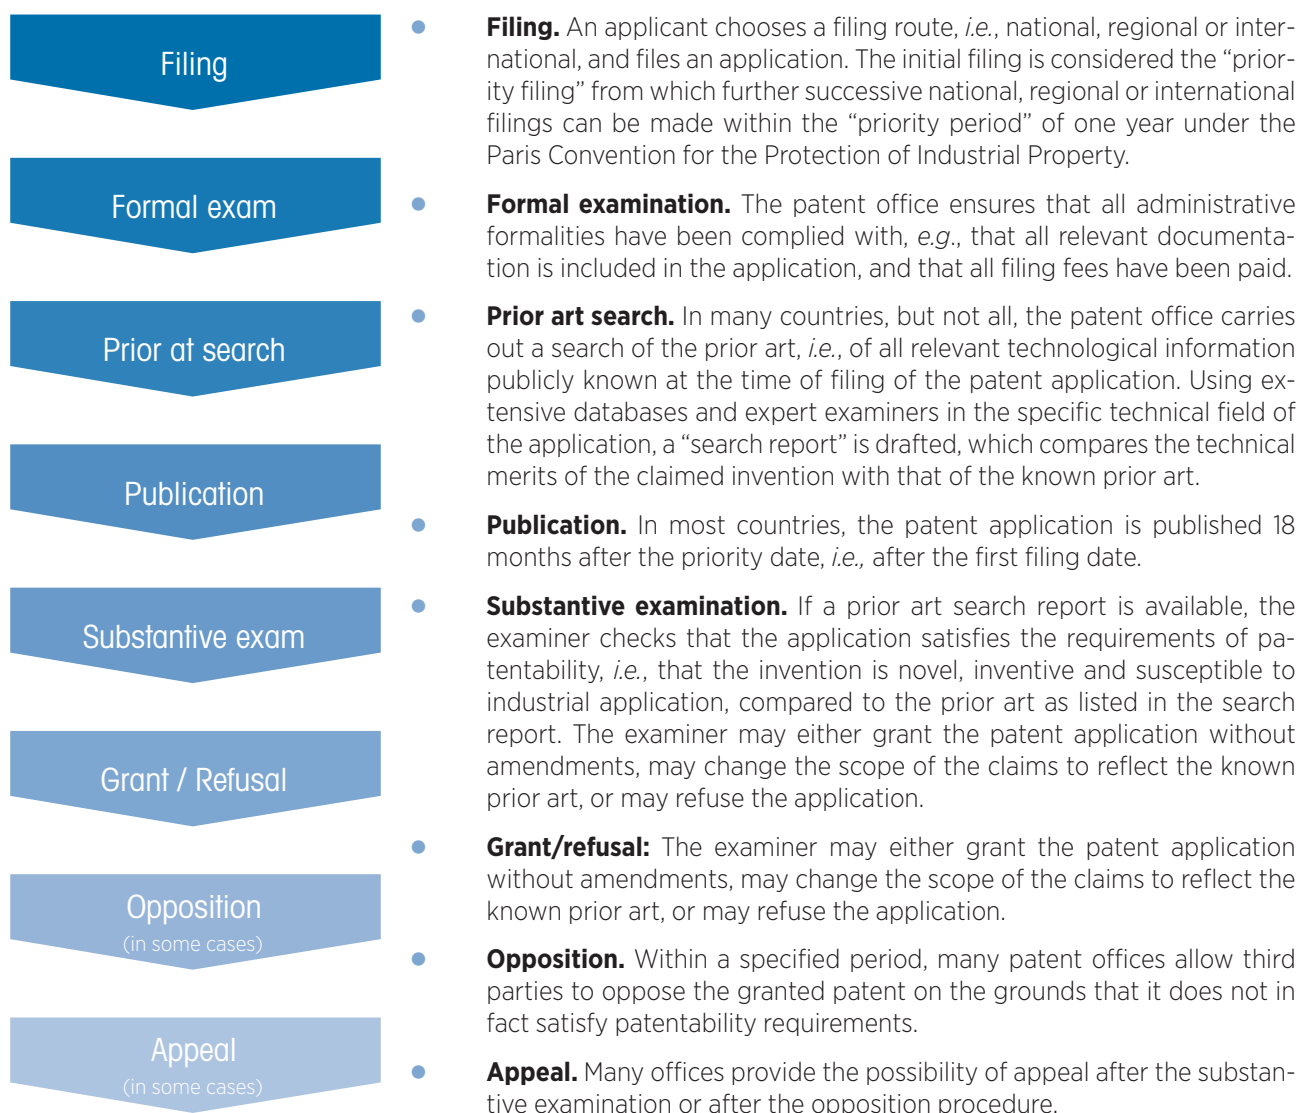 Filing
Formal exam
Prior at search
Publication
Substantive exam
Grant / Refusal
Opposition
(in some cases)
Appeal
(in some cases)
• Filing. An applicant chooses a filing route, i.e., national, regional or inter-
national, and files an application. The initial filing is considered the “prior-
ity filing” from which further successive national, regional or international
filings can be made within the “priority period” of one year under the
Paris Convention for the Protection of Industrial Property.
• Formal examination. The patent office ensures that all administrative
formalities have been complied with, e.g., that all relevant documenta-
tion is included in the application, and that all filing fees have been paid.
• Prior art search. In many countries, but not all, the patent office carries
out a search of the prior art, i.e., of all relevant technological information
publicly known at the time of filing of the patent application. Using ex-
tensive databases and expert examiners in the specific technical field of
the application, a “search report” is drafted, which compares the technical
merits of the claimed invention with that of the known prior art.
• Publication. In most countries, the patent application is published 18
months after the priority date, i.e., after the first filing date.
• Substantive examination. If a prior art search report is available, the
examiner checks that the application satisfies the requirements of pa-
tentability, i.e., that the invention is novel, inventive and susceptible to
industrial application, compared to the prior art as listed in the search
report. The examiner may either grant the patent application without
amendments, may change the scope of the claims to reflect the known
prior art, or may refuse the application.
• Grant/refusal: The examiner may either grant the patent application
without amendments, may change the scope of the claims to reflect the
known prior art, or may refuse the application.
• Opposition. Within a specified period, many patent offices allow third
parties to oppose the granted patent on the grounds that it does not in
fact satisfy patentability requirements.
• Appeal. Many offices provide the possibility of appeal after the substan-
tive examination or after the opposition procedure.